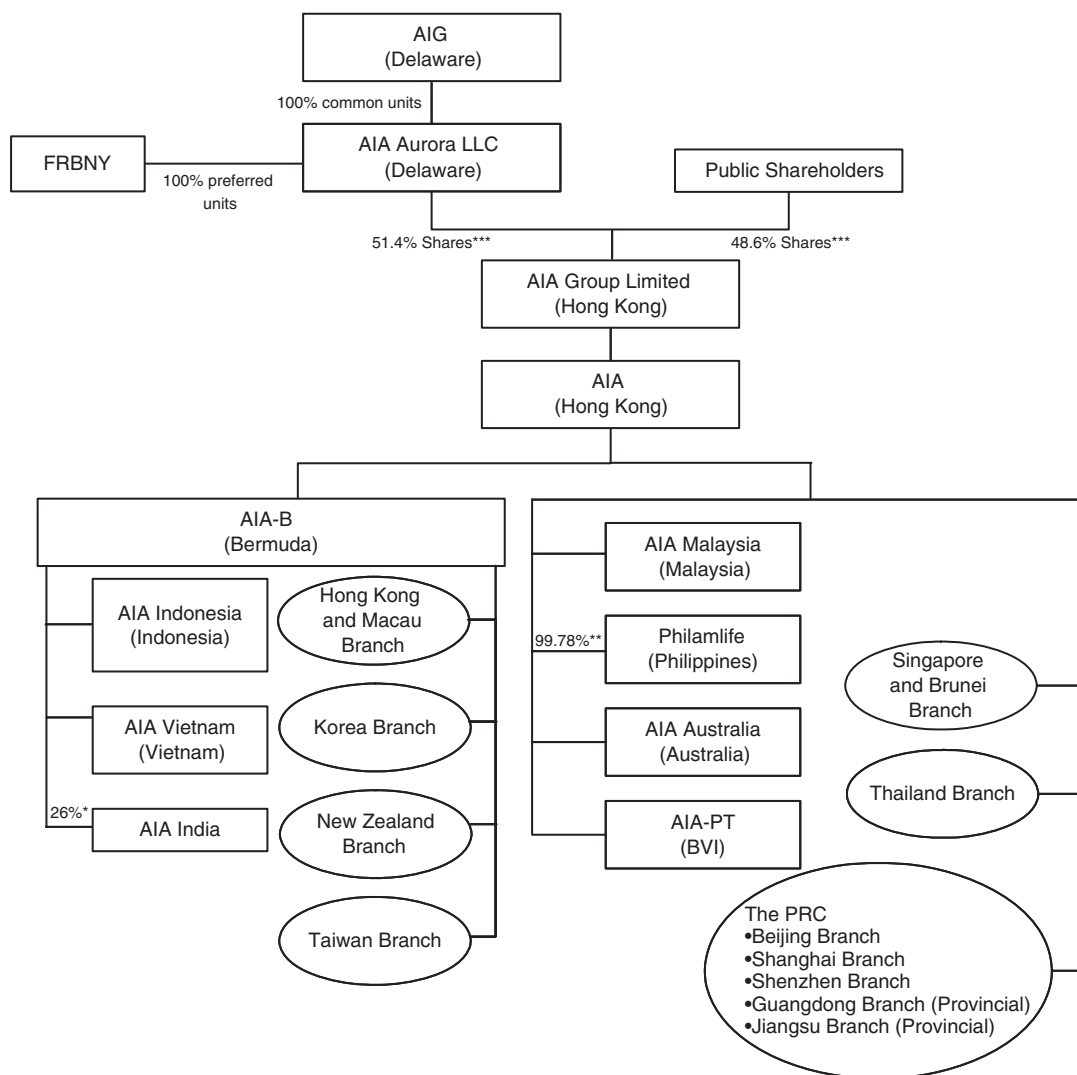 AIG
(Delaware)
100% common units
FRBNY
100% preferred
units
AIA Aurora LLC
(Delaware)
Public Shareholders
51.4% Shares***
48.6% Shares***
AIA Group Limited
(Hong Kong)
AIA
(Hong Kong)
AIA-B
(Bermuda)
AIA Indonesia
(Indonesia)
AIA Vietnam
(Vietnam)
26%*
AIA India
Hong Kong
and Macau
Branch
Korea Branch
New Zealand
Branch
Taiwan Branch
AIA Malaysia
(Malaysia)
99.78%**
Philamlife
(Philippines)
AIA Australia
(Australia)
AIA-PT
(BVI)
Singapore
and Brunei
Branch
Thailand Branch
The PRC
•Beijing Branch
•Shanghai Branch
•Shenzhen Branch
•Guangdong Branch (Provincial)
•Jiangsu Branch (Provincial)